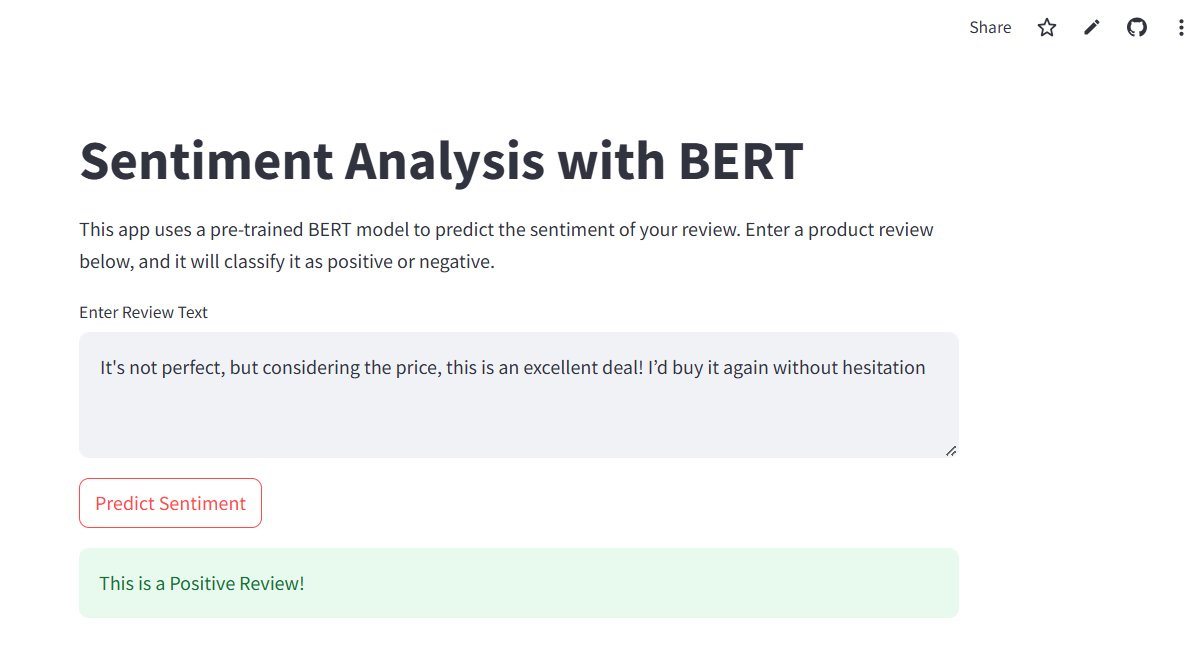 Share
Sentiment Analysis with BERT
This app uses a pre-trained BERT model to predict the sentiment of your review. Enter a product review
below, and it will classify it as positive or negative.
Enter Review Text
It's not perfect, but considering the price, this is an excellent deal! I’d buy it again without hesitation
Predict Sentiment
This is a Positive Review!